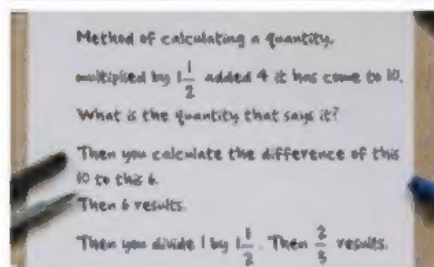 Method of calculating a quantity,
multiplied by 1 1/2 added 4 it has come to 10.
What is the quantity that says it?
Then you calculate the difference of this
10 to this 6.
Then 6 results.
Then you divide 1 by 1 1/2. Then 2/3 results.